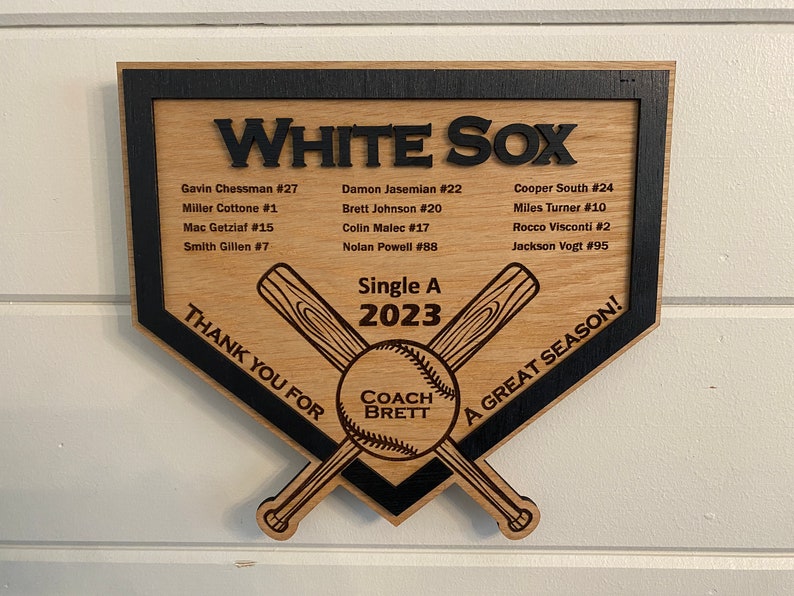 WHITE SOX
Gavin Chessman #27 Damon Jasemian #22 Cooper South #24
Miller Cottone #1 Brett Johnson #20 Miles Turner #10
Mac Getziaf #15 Colin Malec #17 Rocco Visconti #2
Smith Gillen #7 Nolan Powell #88 Jackson Vogt #95
Single A
2023
THANK YOU FOR
COACH
BRETT
A GREAT SEASON!